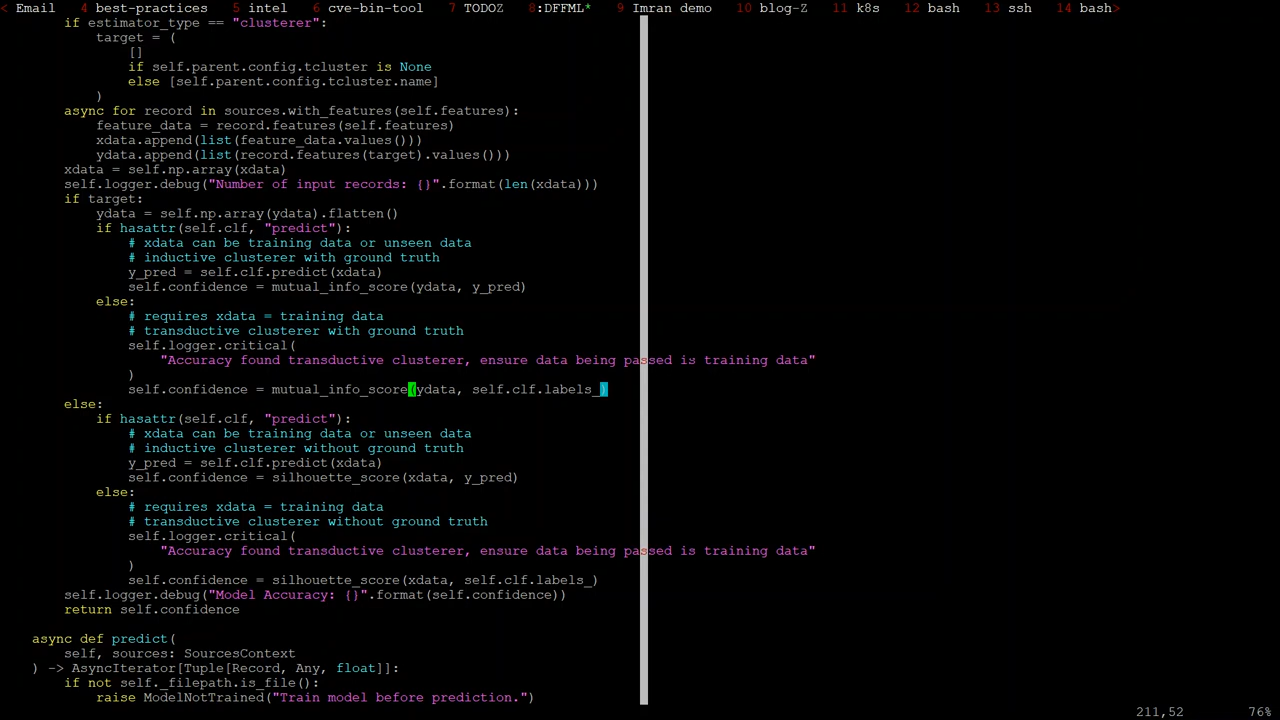 < Email  4 best-practices  5 intel  6 cve-bin-tool  7 TODOZ  8:DFFML*  9 Imran demo  10 blog-Z  11 k8s  12 bash  13 ssh  14 bash>
if estimator_type == "clusterer":
target = (
[]
if self.parent.config.tcluster is None
else [self.parent.config.tcluster.name]
)
async for record in sources.with_features(self.features):
feature_data = record.features(self.features)
xdata.append(list(feature_data.values()))
ydata.append(list(record.features(target).values()))
xdata = self.np.array(xdata)
self.logger.debug("Number of input records: {}".format(len(xdata)))
if target:
ydata = self.np.array(ydata).flatten()
if hasattr(self.clf, "predict"):
# xdata can be training data or unseen data
# inductive clusterer with ground truth
y_pred = self.clf.predict(xdata)
self.confidence = mutual_info_score(ydata, y_pred)
else:
# requires xdata = training data
# transductive clusterer with ground truth
self.logger.critical(
"Accuracy found transductive clusterer, ensure data being passed is training data"
)
self.confidence = mutual_info_score(ydata, self.clf.labels_)
else:
if hasattr(self.clf, "predict"):
# xdata can be training data or unseen data
# inductive clusterer without ground truth
y_pred = self.clf.predict(xdata)
self.confidence = silhouette_score(xdata, y_pred)
else:
# requires xdata = training data
# transductive clusterer without ground truth
self.logger.critical(
"Accuracy found transductive clusterer, ensure data being passed is training data"
)
self.confidence = silhouette_score(xdata, self.clf.labels_)
self.logger.debug("Model Accuracy: {}".format(self.confidence))
return self.confidence
async def predict(
self, sources: SourcesContext
) -> AsyncIterator[Tuple[Record, Any, float]]:
if not self._filepath.is_file():
raise ModelNotTrained("Train model before prediction.")
211,52  76%